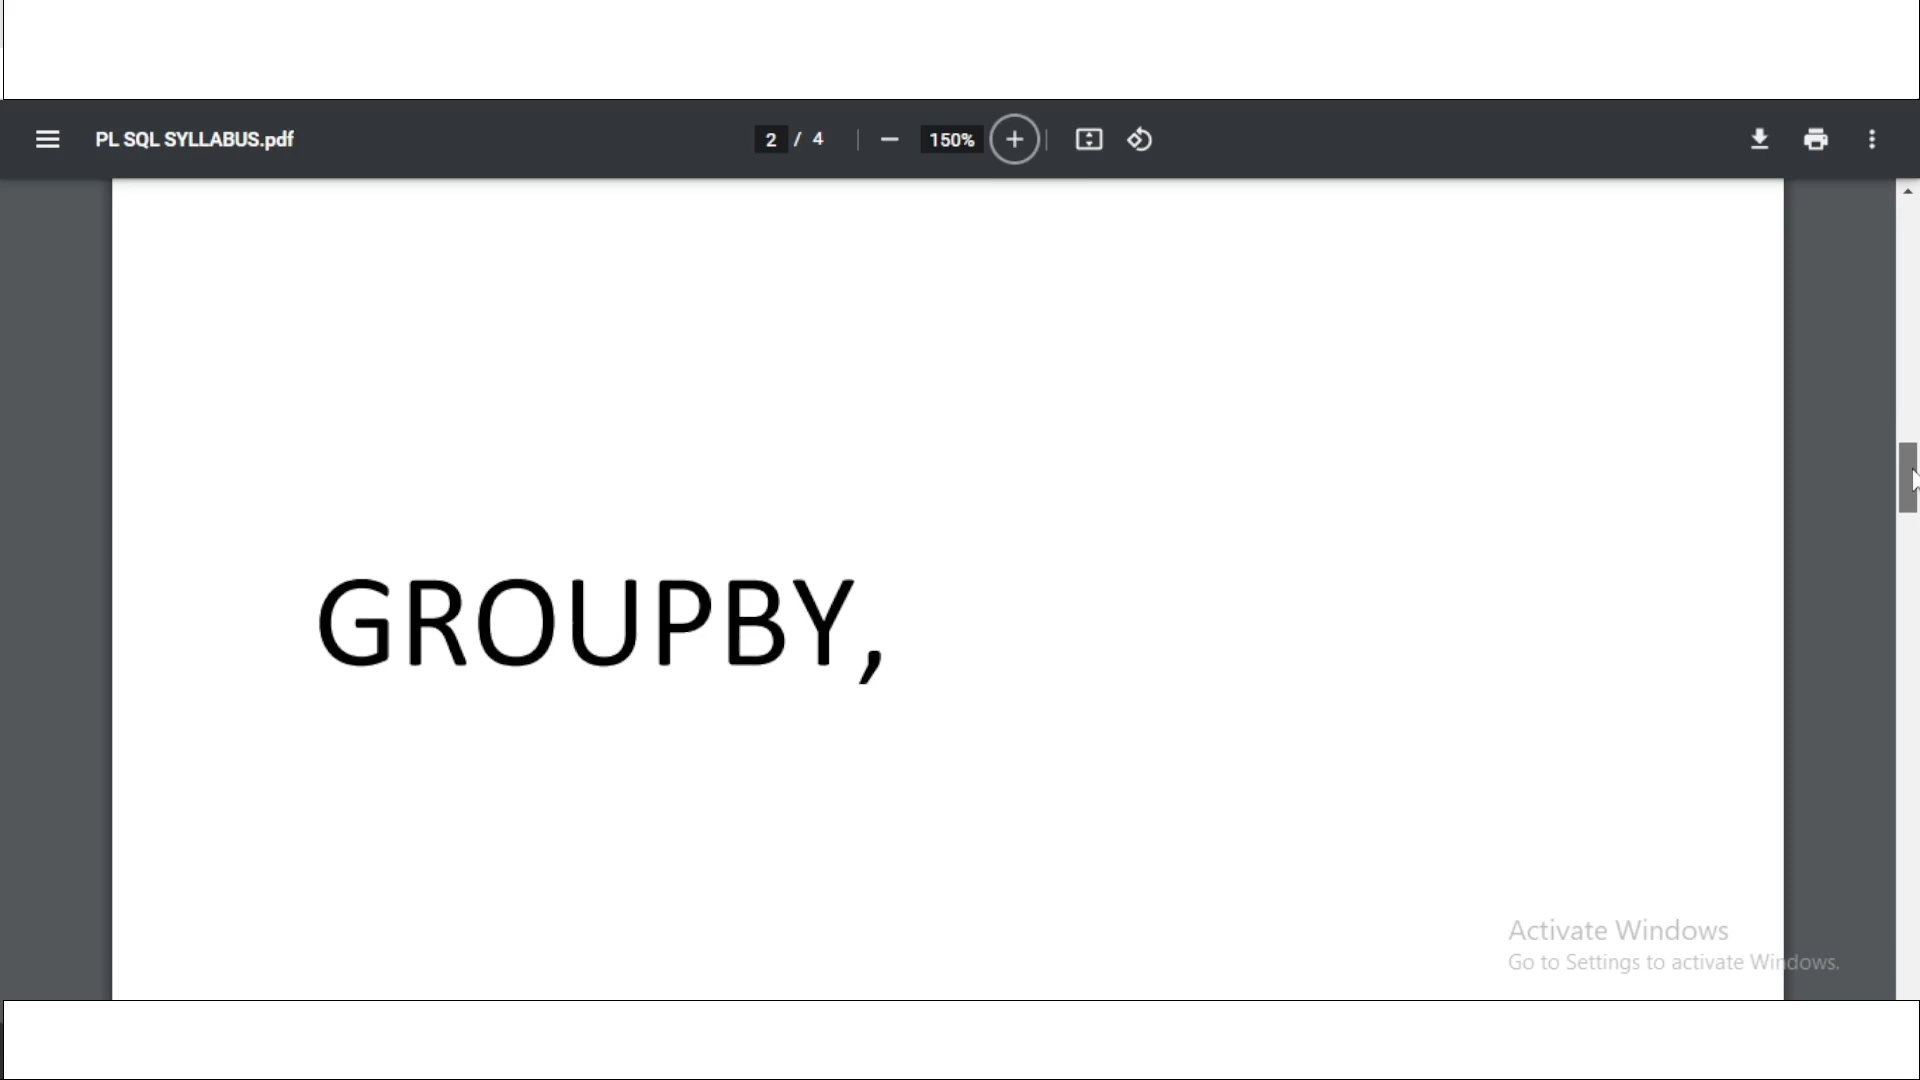 PL SQL SYLLABUS.pdf
2 / 4
150%
GROUPBY,
Activate Windows
Go to Settings to activate Windows.